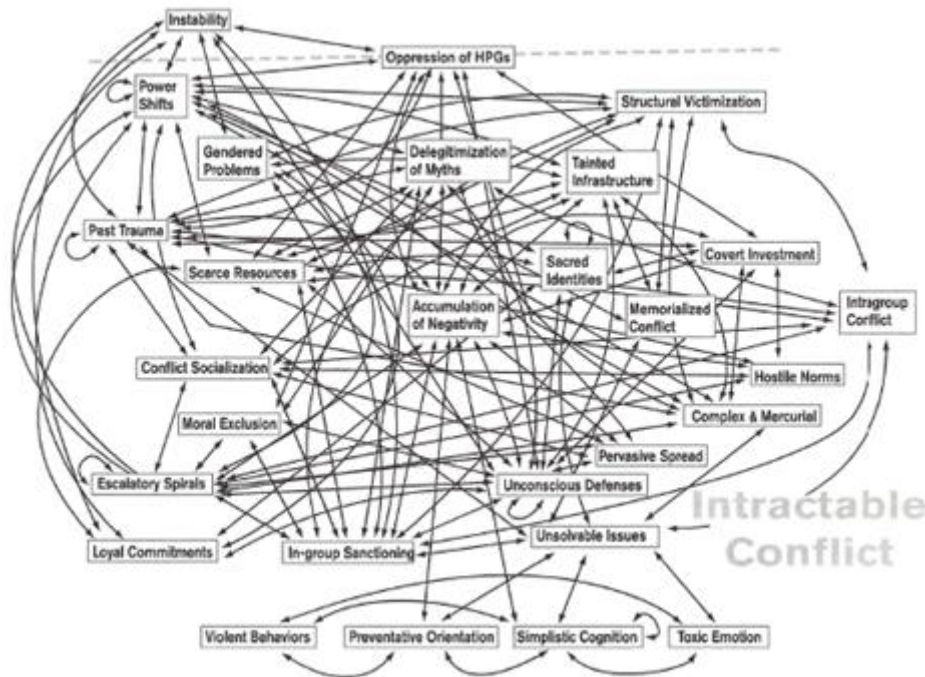 Instability
Oppression of HPGs
Power
Shifts
Structural Victimization
Gendered
Problems
Delegitimization
of Myths
Tainted
Infrastructure
Past Trauma
Scarce Resources
Sacred
Identities
Covert Investment
Accumulation
of Negativity
Memorialized
Conflict
Intragroup
Conflict
Conflict Socialization
Hostile Norms
Moral Exclusion
Complex & Mercurial
Pervasive Spread
Escalatory Spirals
Unconscious Defenses
Intractable
Conflict
Loyal Commitments
In-group Sanctioning
Unsolvable Issues
Violent Behaviors
Preventative Orientation
Simplistic Cognition
Toxic Emotion